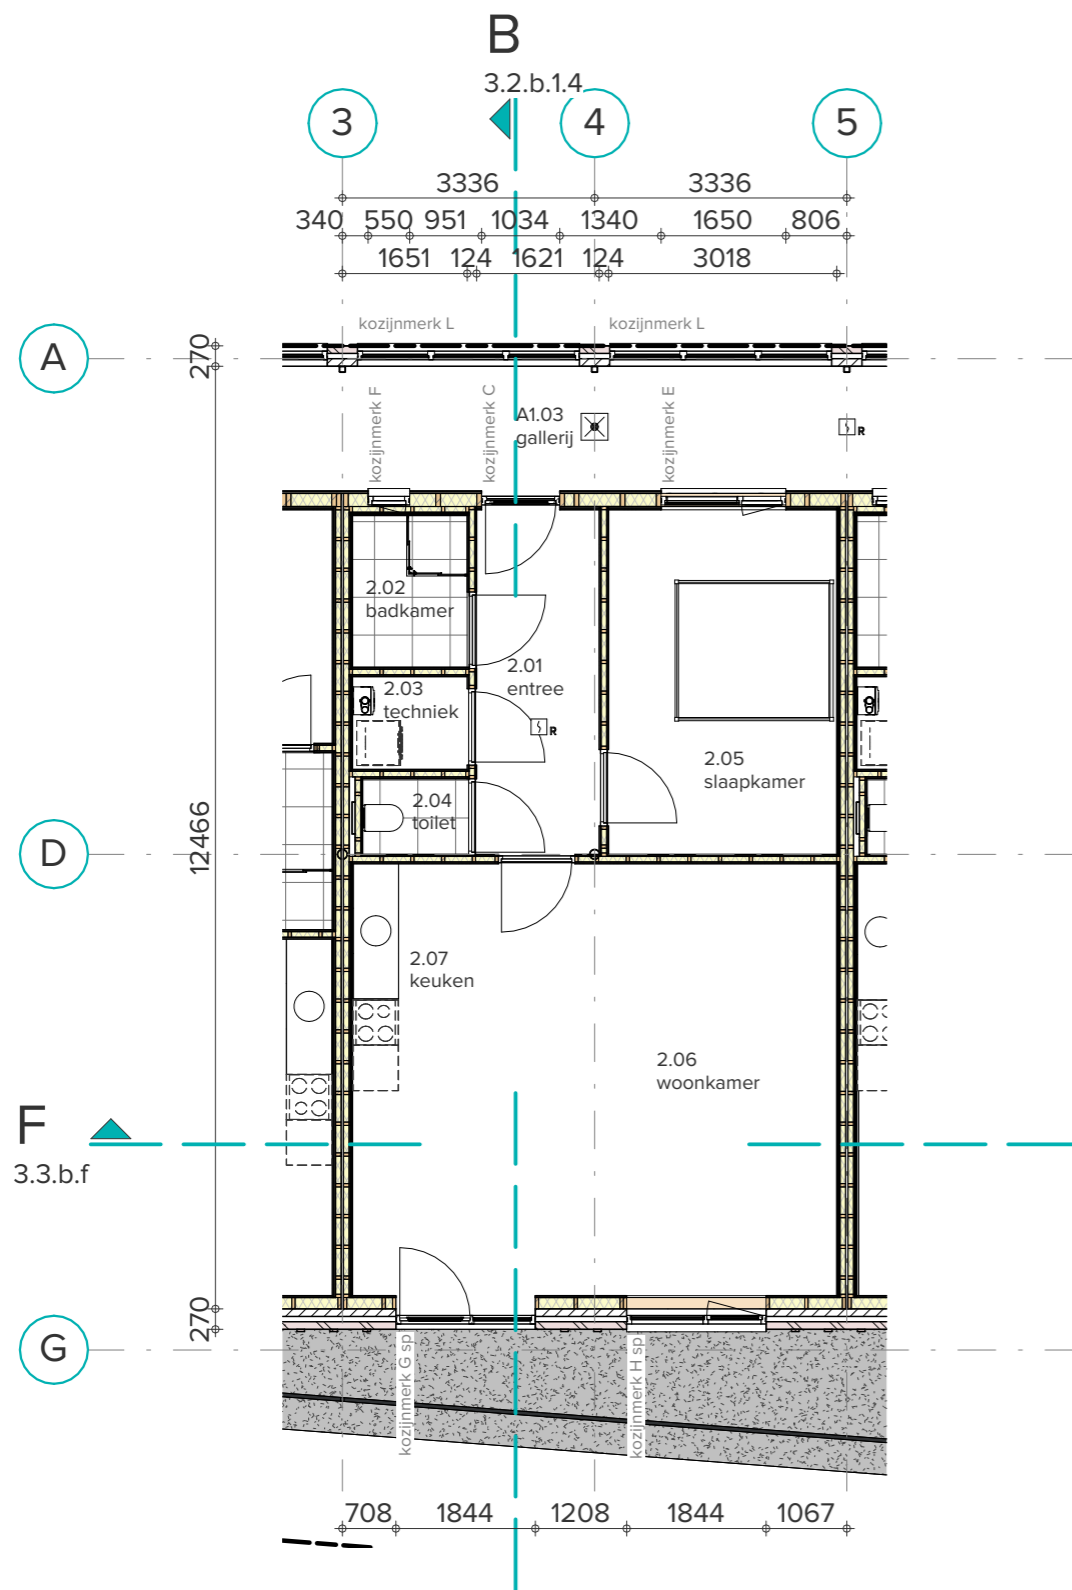 B
3.2.b.1.4
3
4
5
3336 3336
340 550 951 1034 1340 1650 806
1651 124 1621 124 3018
kozijnmerk L kozijnmerk L
A
270
kozijnmerk F
kozijnmerk C
kozijnmerk E
A1.03
gallerij
R
2.02
badkamer
2.01
entree
2.03
techniek
R
2.05
slaapkamer
2.04
toilet
12466
D
2.07
keuken
2.06
woonkamer
F
3.3.b.f
270
G
kozijnmerk G sp
kozijnmerk H sp
708 1844 1208 1844 1067